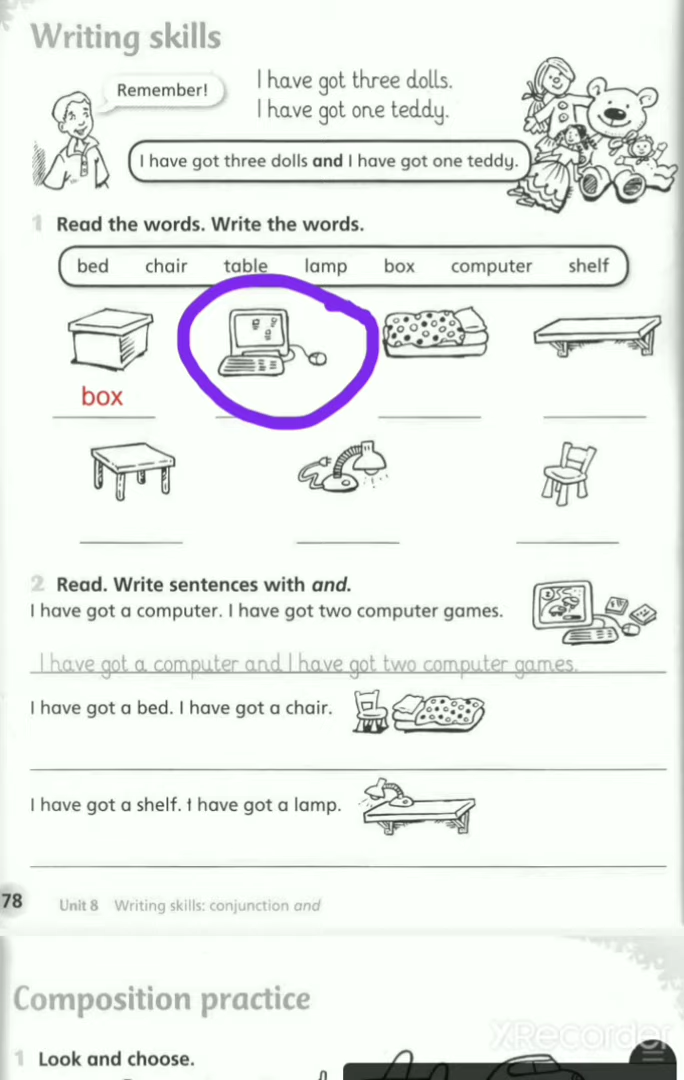 Writing skills
Remember!
I have got three dolls.
I have got one teddy.
I have got three dolls and I have got one teddy.
1 Read the words. Write the words.
bed chair table lamp box computer shelf
box
2 Read. Write sentences with and.
I have got a computer. I have got two computer games.
I have got a computer and I have got two computer games.
I have got a bed. I have got a chair.
I have got a shelf. I have got a lamp.
78 Unit 8 Writing skills: conjunction and
Composition practice
XRecorder
1 Look and choose.